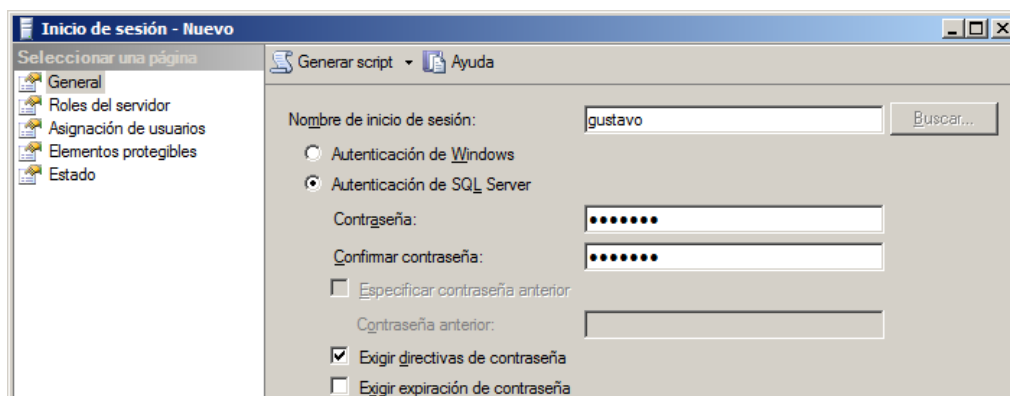 Inicio de sesión - Nuevo
Seleccionar una página
General
Roles del servidor
Asignación de usuarios
Elementos protegibles
Estado
Generar script
Ayuda
Nombre de inicio de sesión: gustavo Buscar...
Autenticación de Windows
Autenticación de SQL Server
Contraseña: •••••••
Confirmar contraseña: •••••••
Especificar contraseña anterior
Contraseña anterior:
Exigir directivas de contraseña
Exigir expiración de contraseña